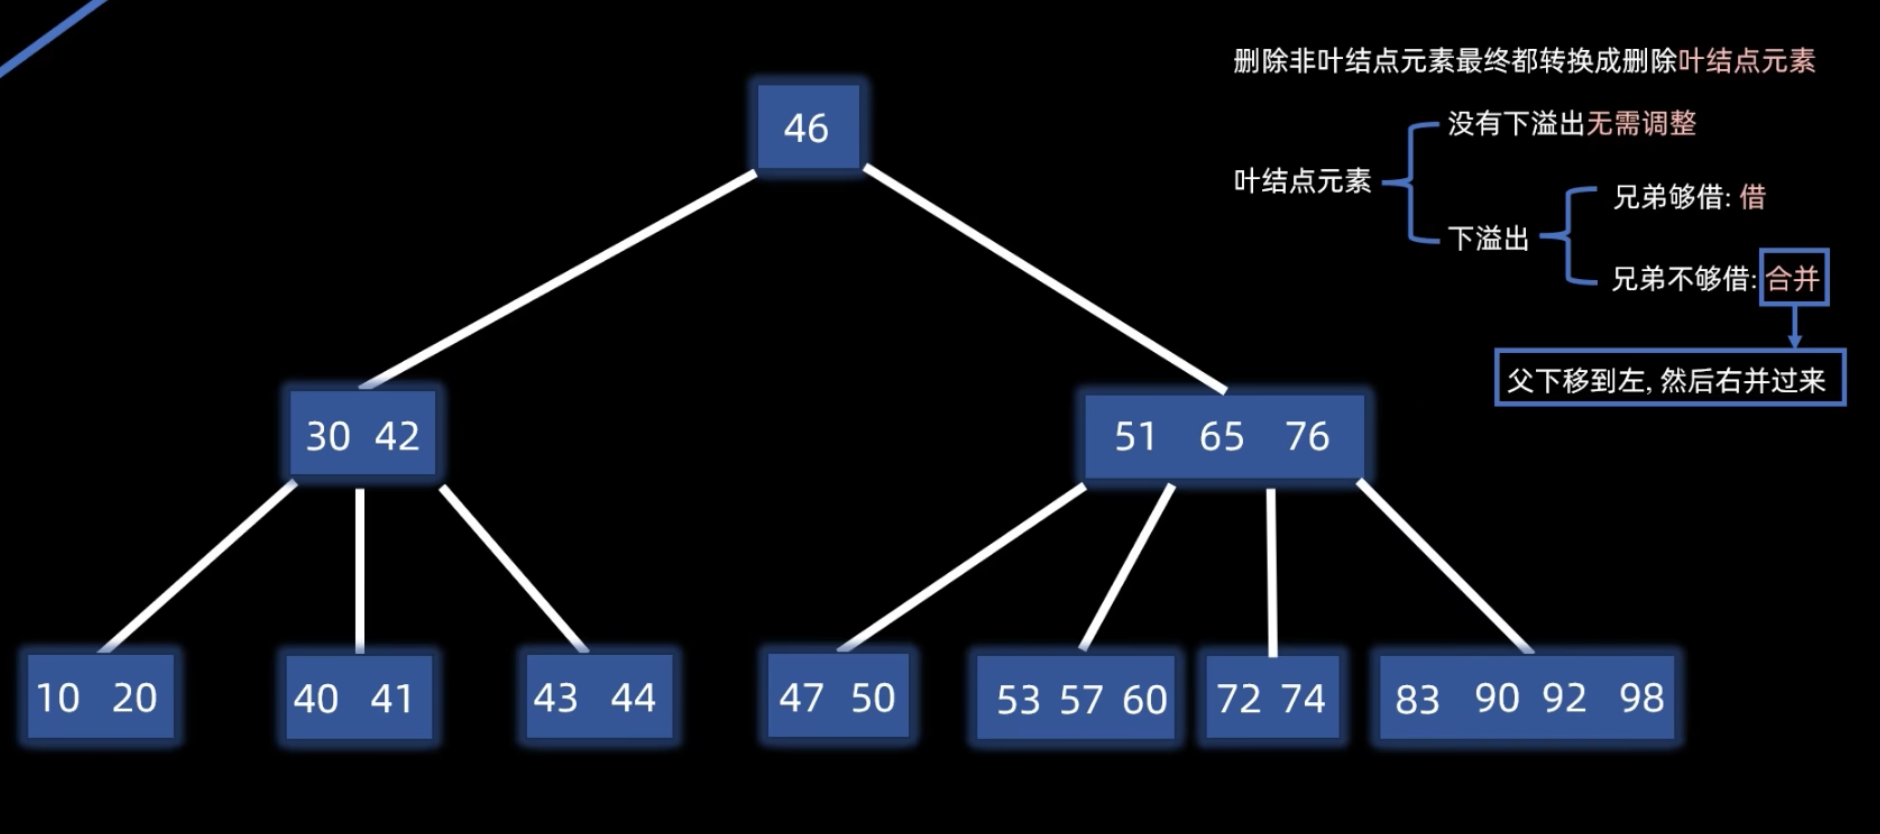 删除非叶结点元素最终都转换成删除叶结点元素
没有下溢出无需调整
叶结点元素
兄弟够借: 借
下溢出
兄弟不够借: 合并
父下移到左, 然后右并过来
46
30 42
51 65 76
10 20
40 41
43 44
47 50
53 57 60
72 74
83 90 92 98